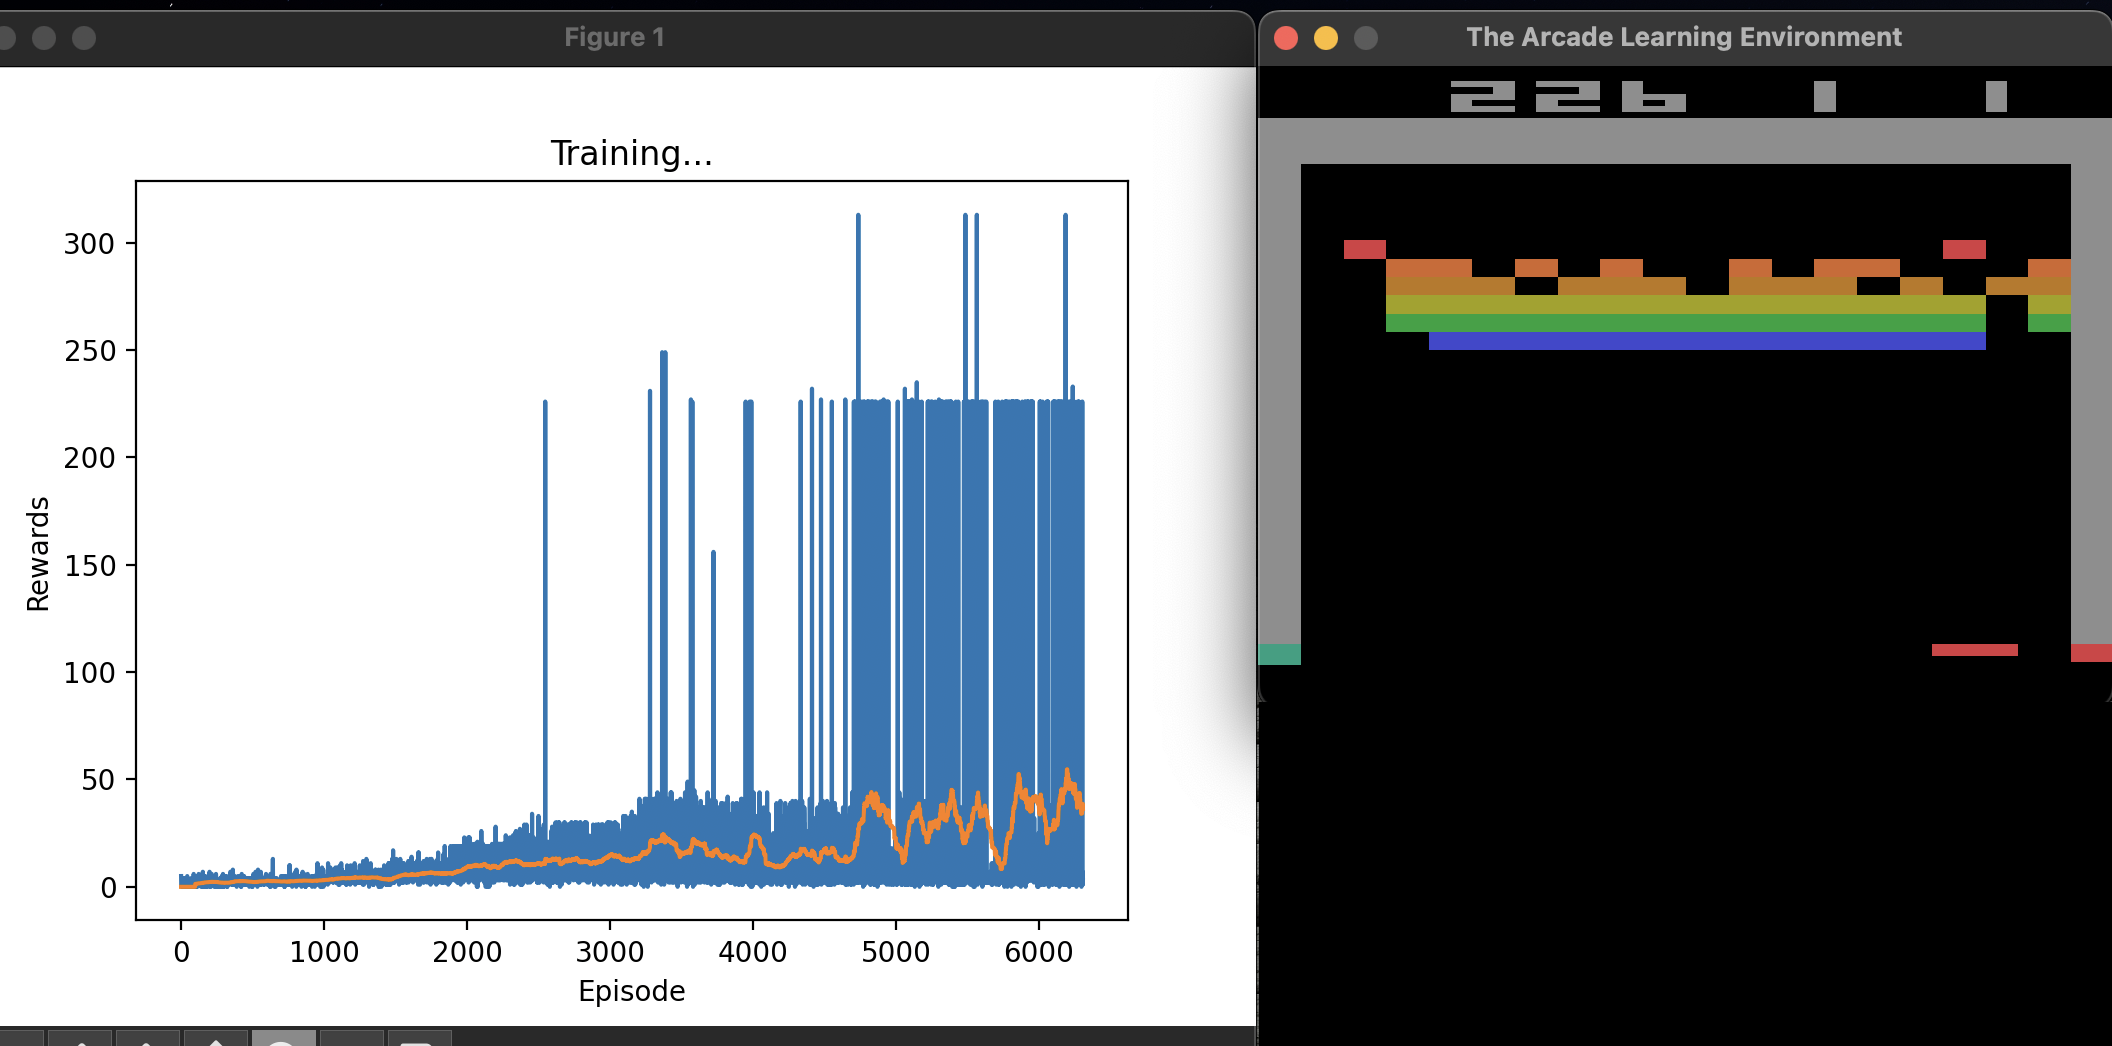 Figure 1
Training...
300
250
200
150
100
50
0
Rewards
0 1000 2000 3000 4000 5000 6000
Episode
The Arcade Learning Environment
226 1 1